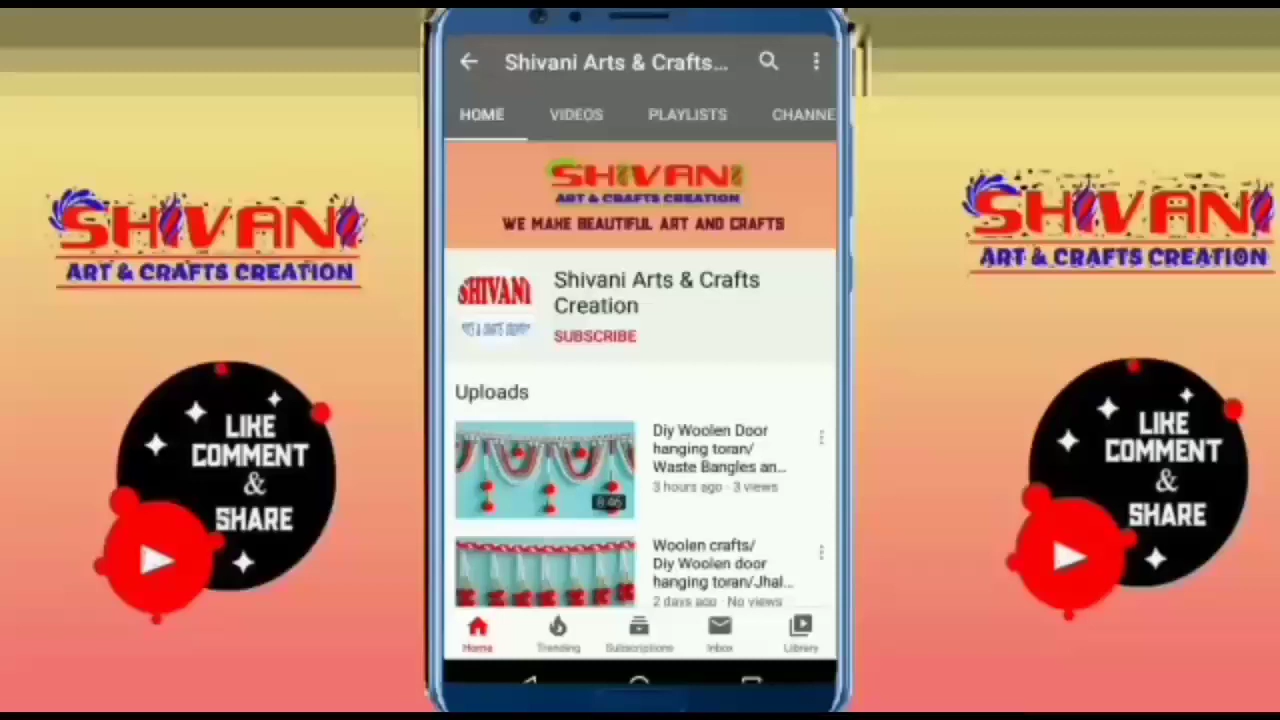 Shivani Arts & Crafts...
HOME VIDEOS PLAYLISTS CHANNE
SHIVANI
ART & CRAFTS CREATION
WE MAKE BEAUTIFUL ART AND CRAFTS
SHIVANI
Shivani Arts & Crafts
Creation
SUBSCRIBE
Uploads
Diy Woolen Door
hanging toran/
Waste Bangles an...
3 hours ago · 3 views
8:46
Woolen crafts/
Diy Woolen door
hanging toran/Jhal...
2 days ago · No views
Home Trending Subscriptions Inbox Library
SHIVANI
ART & CRAFTS CREATION
LIKE
COMMENT
&
SHARE
SHIVANI
ART & CRAFTS CREATION
LIKE
COMMENT
&
SHARE